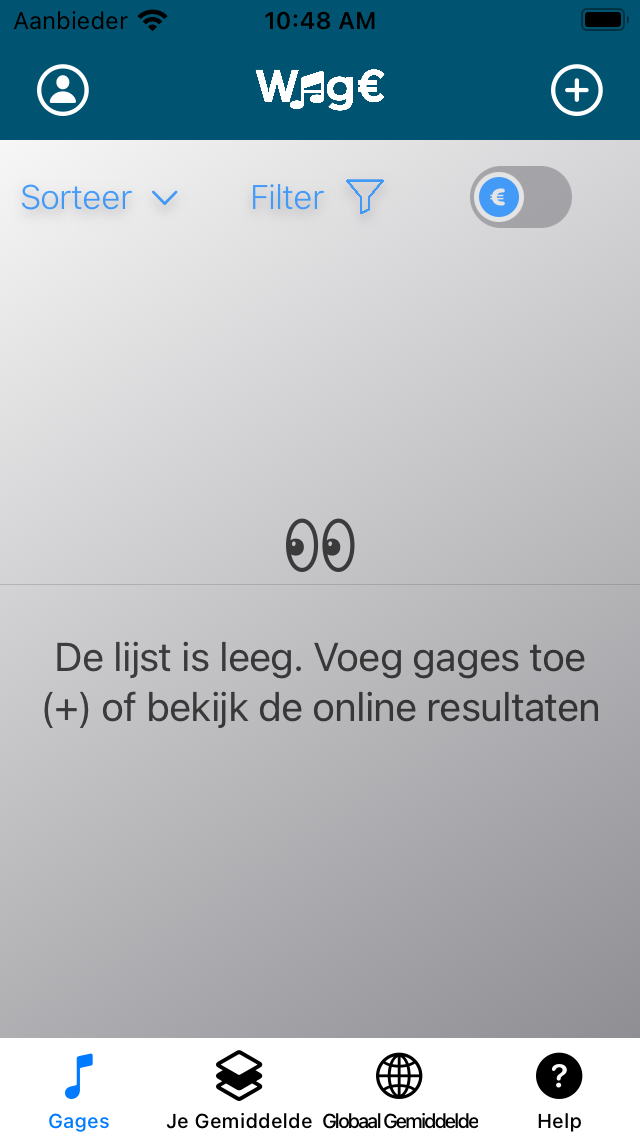 Aanbieder 10:48 AM
W♫g€
Sorteer Filter €
De lijst is leeg. Voeg gages toe
(+) of bekijk de online resultaten
Gages Je Gemiddelde Globaal Gemiddelde Help